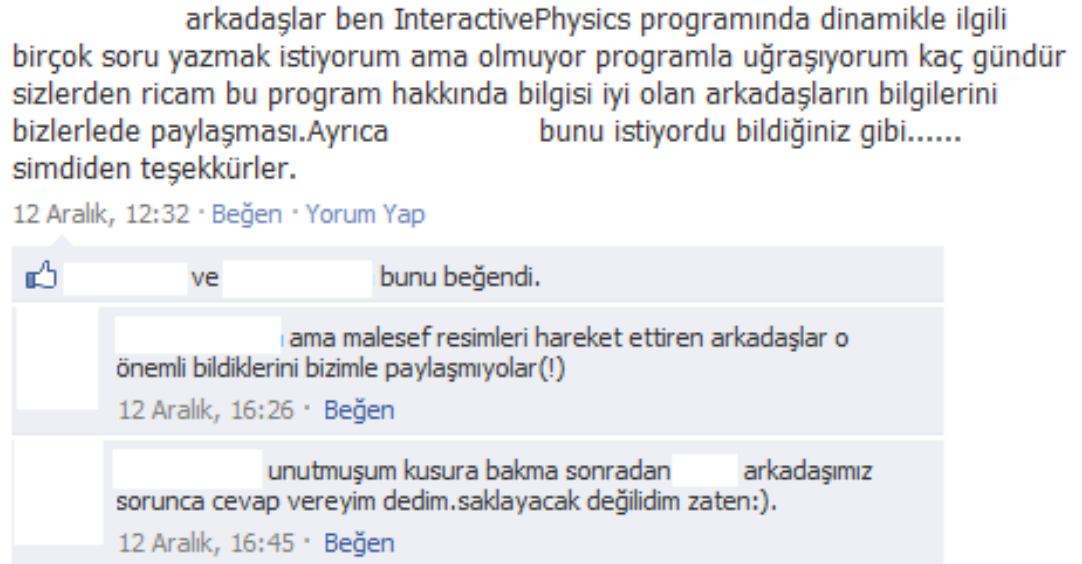 arkadaşlar ben InteractivePhysics programında dinamikle ilgili
birçok soru yazmak istiyorum ama olmuyor programla uğraşıyorum kaç gündür
sizlerden ricam bu program hakkında bilgisi iyi olan arkadaşların bilgilerini
bizlerlede paylaşması.Ayrıca bunu istiyordu bildiğiniz gibi......
simdiden teşekkürler.
12 Aralık, 12:32 · Beğen · Yorum Yap
ve bunu beğendi.
ama malesef resimleri hareket ettiren arkadaşlar o
önemli bildiklerini bizimle paylaşmıyolar(!)
12 Aralık, 16:26 · Beğen
unutmuşum kusura bakma sonradan arkadaşımız
sorunca cevap vereyim dedim.saklayacak değilidim zaten:).
12 Aralık, 16:45 · Beğen